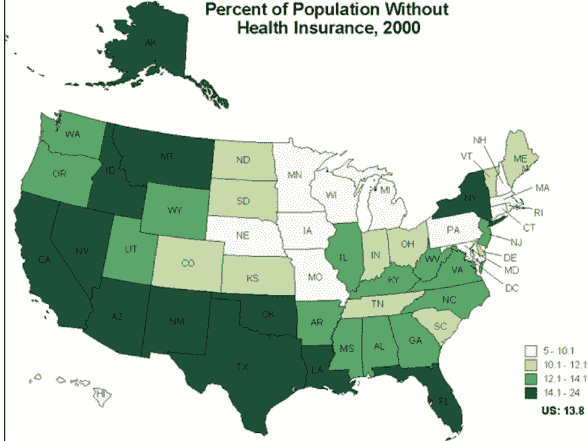 Percent of Population Without
Health Insurance, 2000
AK
WA
MT
ND
MN
NH
VT
ME
OR
ID
SD
WI
MI
NY
MA
RI
CT
WY
NE
IA
PA
NJ
NV
UT
IL
IN
OH
DE
MD
DC
CA
CO
KS
MO
WV
VA
KY
NC
TN
AZ
NM
OK
AR
SC
MS
AL
GA
TX
LA
FL
HI
5 - 10.1
10.1 - 12.1
12.1 - 14.1
14.1 - 24
US: 13.8